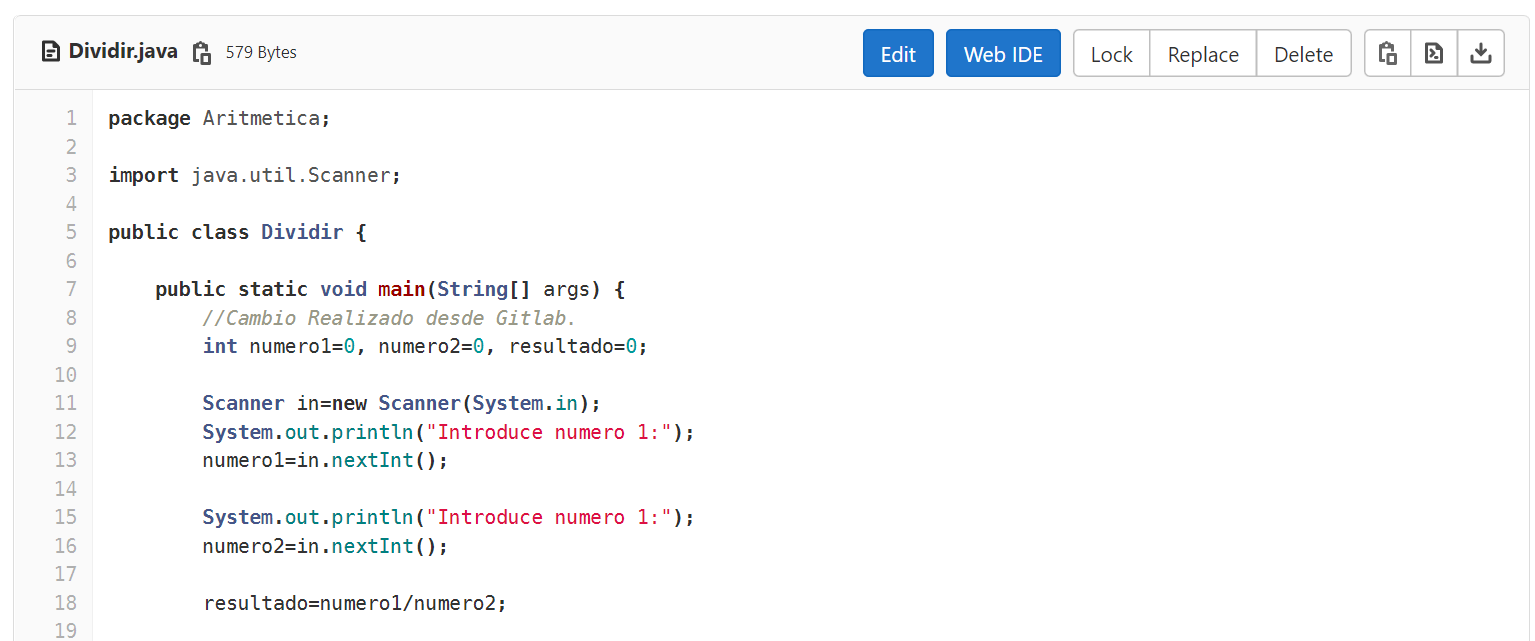 Dividir.java 579 Bytes Edit Web IDE Lock Replace Delete
1 package Aritmetica;
2
3 import java.util.Scanner;
4
5 public class Dividir {
6
7 public static void main(String[] args) {
8 //Cambio Realizado desde Gitlab.
9 int numero1=0, numero2=0, resultado=0;
10
11 Scanner in=new Scanner(System.in);
12 System.out.println("Introduce numero 1:");
13 numero1=in.nextInt();
14
15 System.out.println("Introduce numero 1:");
16 numero2=in.nextInt();
17
18 resultado=numero1/numero2;
19